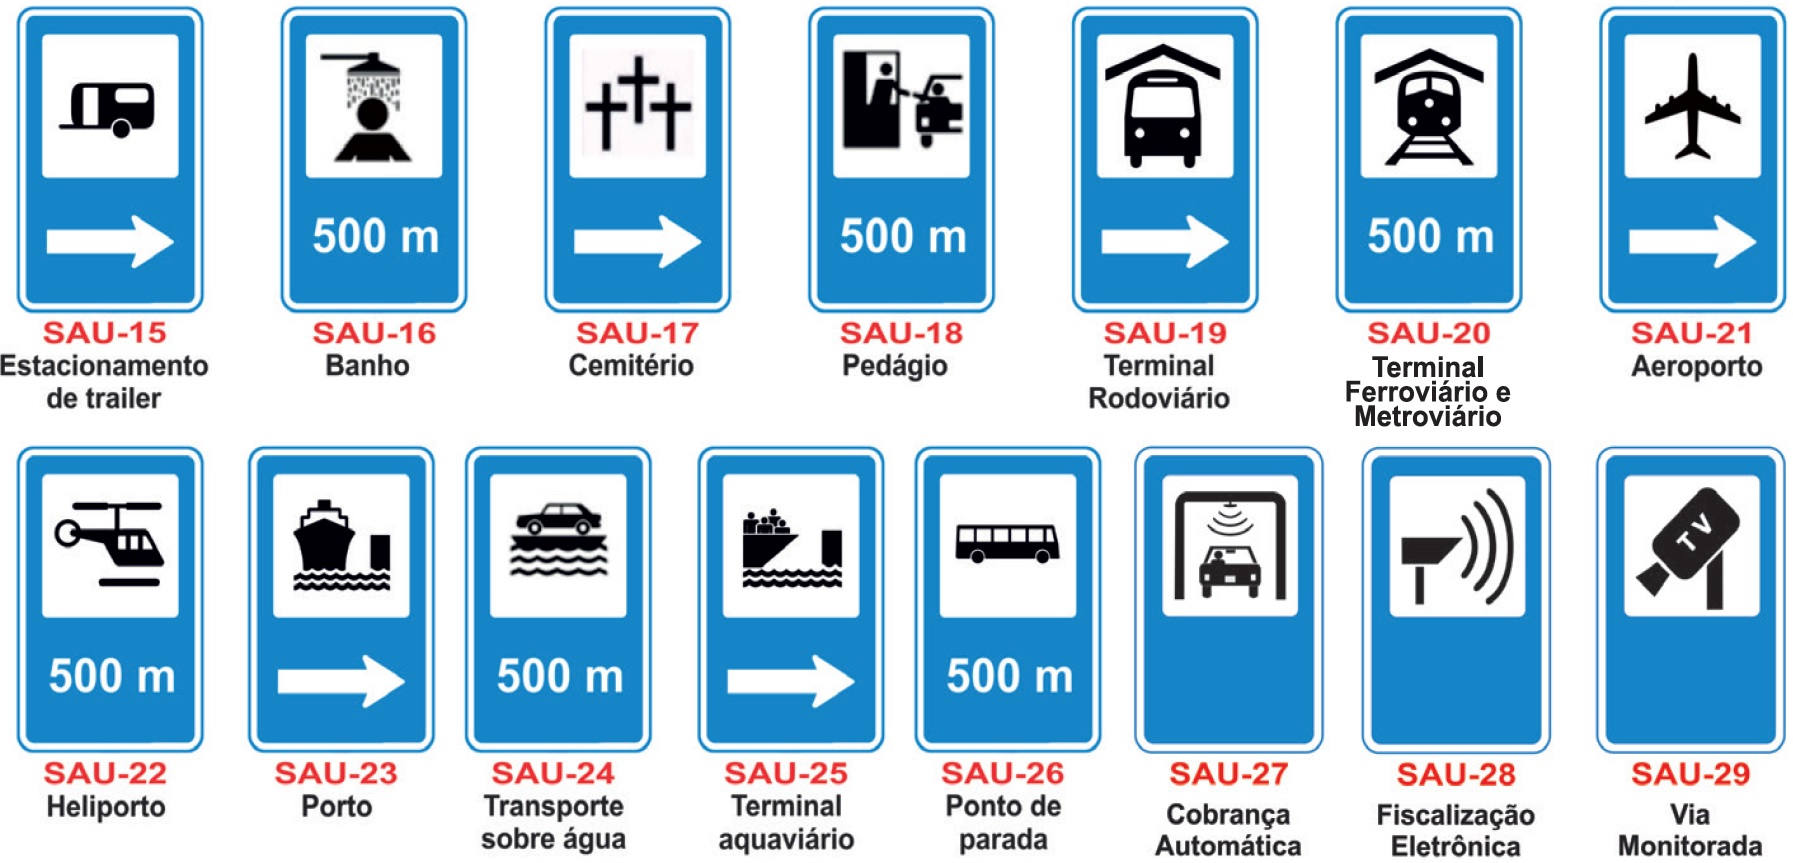 500 m
500 m
500 m
SAU-15
SAU-16
SAU-17
SAU-18
SAU-19
SAU-20
SAU-21
Estacionamento
de trailer
Banho
Cemitério
Pedágio
Terminal
Rodoviário
Terminal
Ferroviário e
Metroviário
Aeroporto
TV
500 m
500 m
500 m
SAU-22
SAU-23
SAU-24
SAU-25
SAU-26
SAU-27
SAU-28
SAU-29
Heliporto
Porto
Transporte
sobre água
Terminal
aquaviário
Ponto de
parada
Cobrança
Automática
Fiscalização
Eletrônica
Via
Monitorada